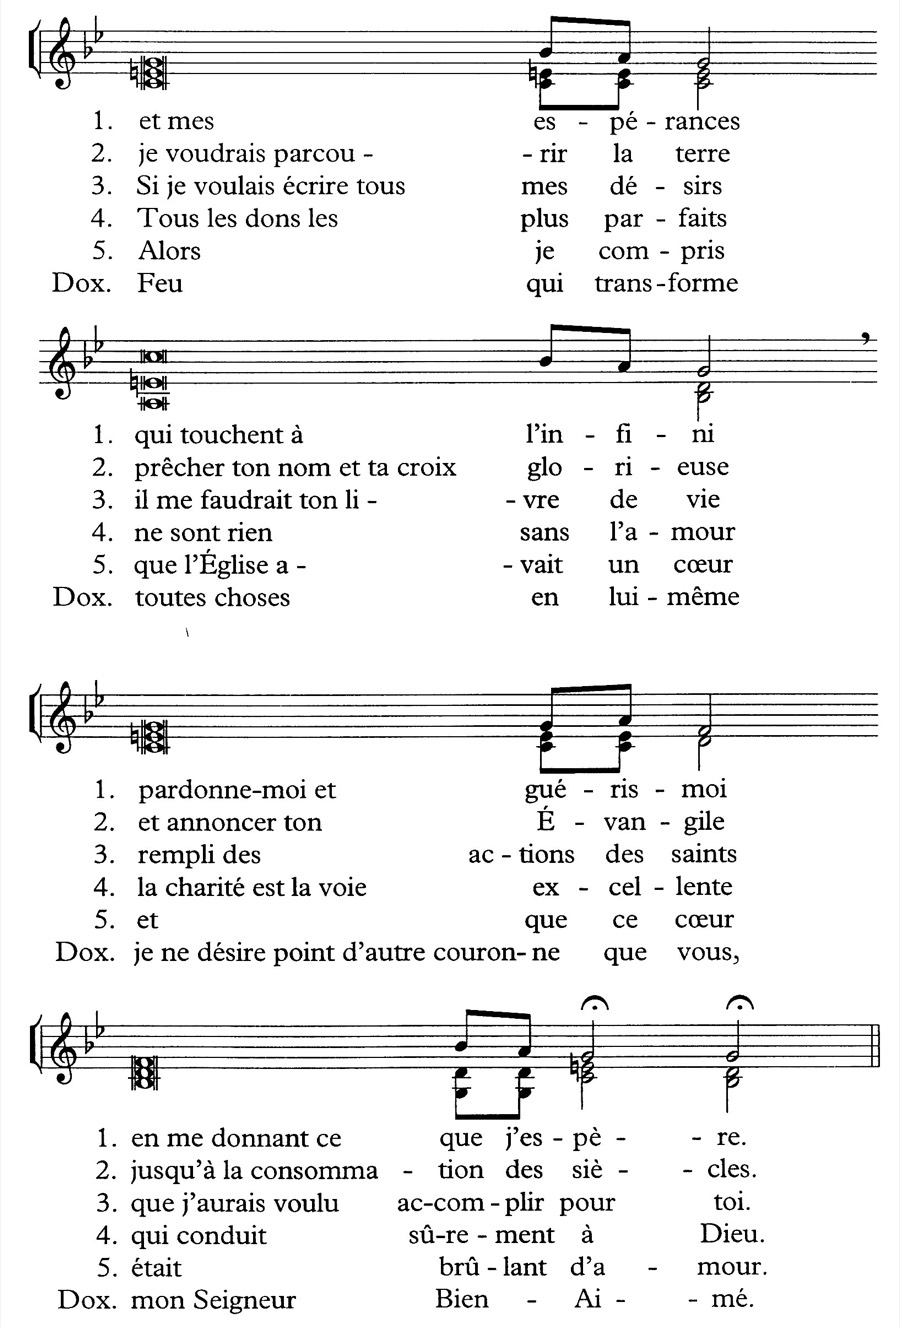 1. et mes es - pé - rances
2. je voudrais parcou - - rir la terre
3. Si je voulais écrire tous mes dé - sirs
4. Tous les dons les plus par - faits
5. Alors je com - pris
Dox. Feu qui trans - forme
1. qui touchent à l'in - fi - ni
2. prêcher ton nom et ta croix glo - ri - euse
3. il me faudrait ton li - - vre de vie
4. ne sont rien sans l'a - mour
5. que l'Église a - - vait un cœur
Dox. toutes choses en lui - même
1. pardonne-moi et gué - ris - moi
2. et annoncer ton É - van - gile
3. rempli des ac - tions des saints
4. la charité est la voie ex - cel - lente
5. et que ce cœur
Dox. je ne désire point d'autre couron - ne que vous,
1. en me donnant ce que j'es - pè - - re.
2. jusqu'à la consomma - tion des siè - - cles.
3. que j'aurais voulu ac - com - plir pour toi.
4. qui conduit sû - re - ment à Dieu.
5. était brû - lant d'a - mour.
Dox. mon Seigneur Bien - Ai - - mé.